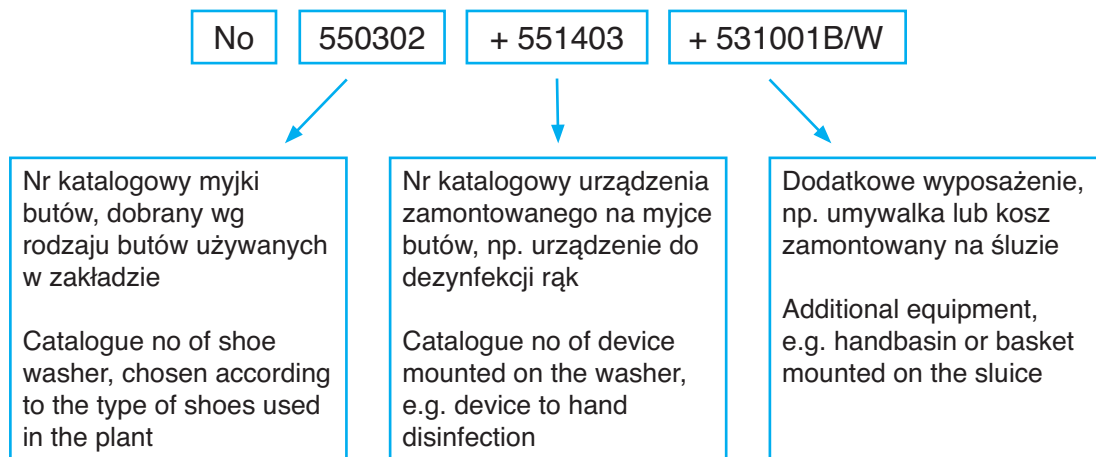 No 550302 + 551403 + 531001B/W
Nr katalogowy myjki
butów, dobrany wg
rodzaju butów używanych
w zakładzie
Catalogue no of shoe
washer, chosen according
to the type of shoes used
in the plant
Nr katalogowy urządzenia
zamontowanego na myjce
butów, np. urządzenie do
dezynfekcji rąk
Catalogue no of device
mounted on the washer,
e.g. device to hand
disinfection
Dodatkowe wyposażenie,
np. umywalka lub kosz
zamontowany na śluzie
Additional equipment,
e.g. handbasin or basket
mounted on the sluice